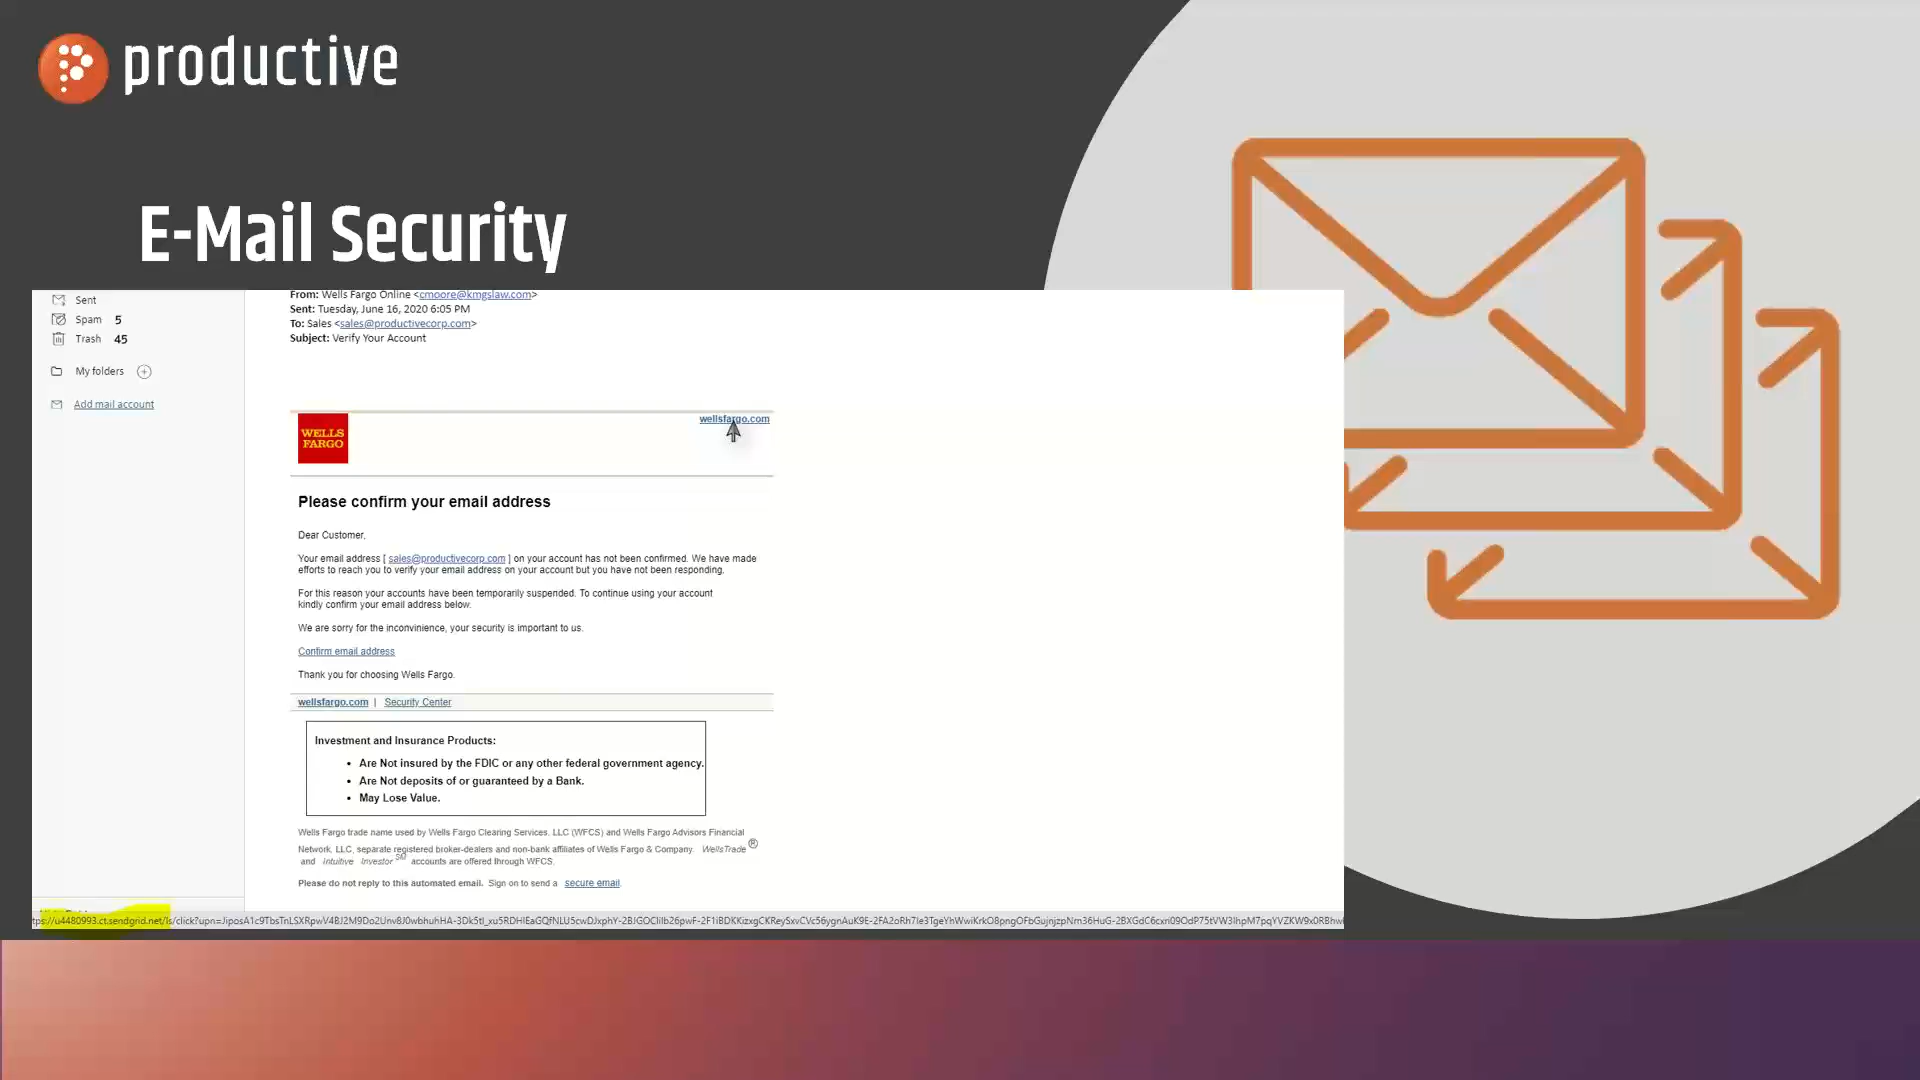 productive
E-Mail Security
Sent
Spam 5
Trash 45
My folders
Add mail account
From: Wells Fargo Online <cmoore@kmgslaw.com>
Sent: Tuesday, June 16, 2020 6:05 PM
To: Sales <sales@productivecorp.com>
Subject: Verify Your Account
wellsfargo.com
WELLS
FARGO
Please confirm your email address
Dear Customer,
Your email address [ sales@productivecorp.com ] on your account has not been confirmed. We have made
efforts to reach you to verify your email address on your account but you have not been responding.
For this reason your accounts have been temporarily suspended. To continue using your account
kindly confirm your email address below.
We are sorry for the inconvinience, your security is important to us.
Confirm email address
Thank you for choosing Wells Fargo.
wellsfargo.com | Security Center
Investment and Insurance Products:
• Are Not insured by the FDIC or any other federal government agency.
• Are Not deposits of or guaranteed by a Bank.
• May Lose Value.
Wells Fargo trade name used by Wells Fargo Clearing Services, LLC (WFCS) and Wells Fargo Advisors Financial
Network, LLC, separate registered broker-dealers and non-bank affiliates of Wells Fargo & Company. WellsTrade ®
and Intuitive Investor SM accounts are offered through WFCS.
Please do not reply to this automated email. Sign on to send a secure email.
tps://u4480993.ct.sendgrid.net/ls/click?upn=